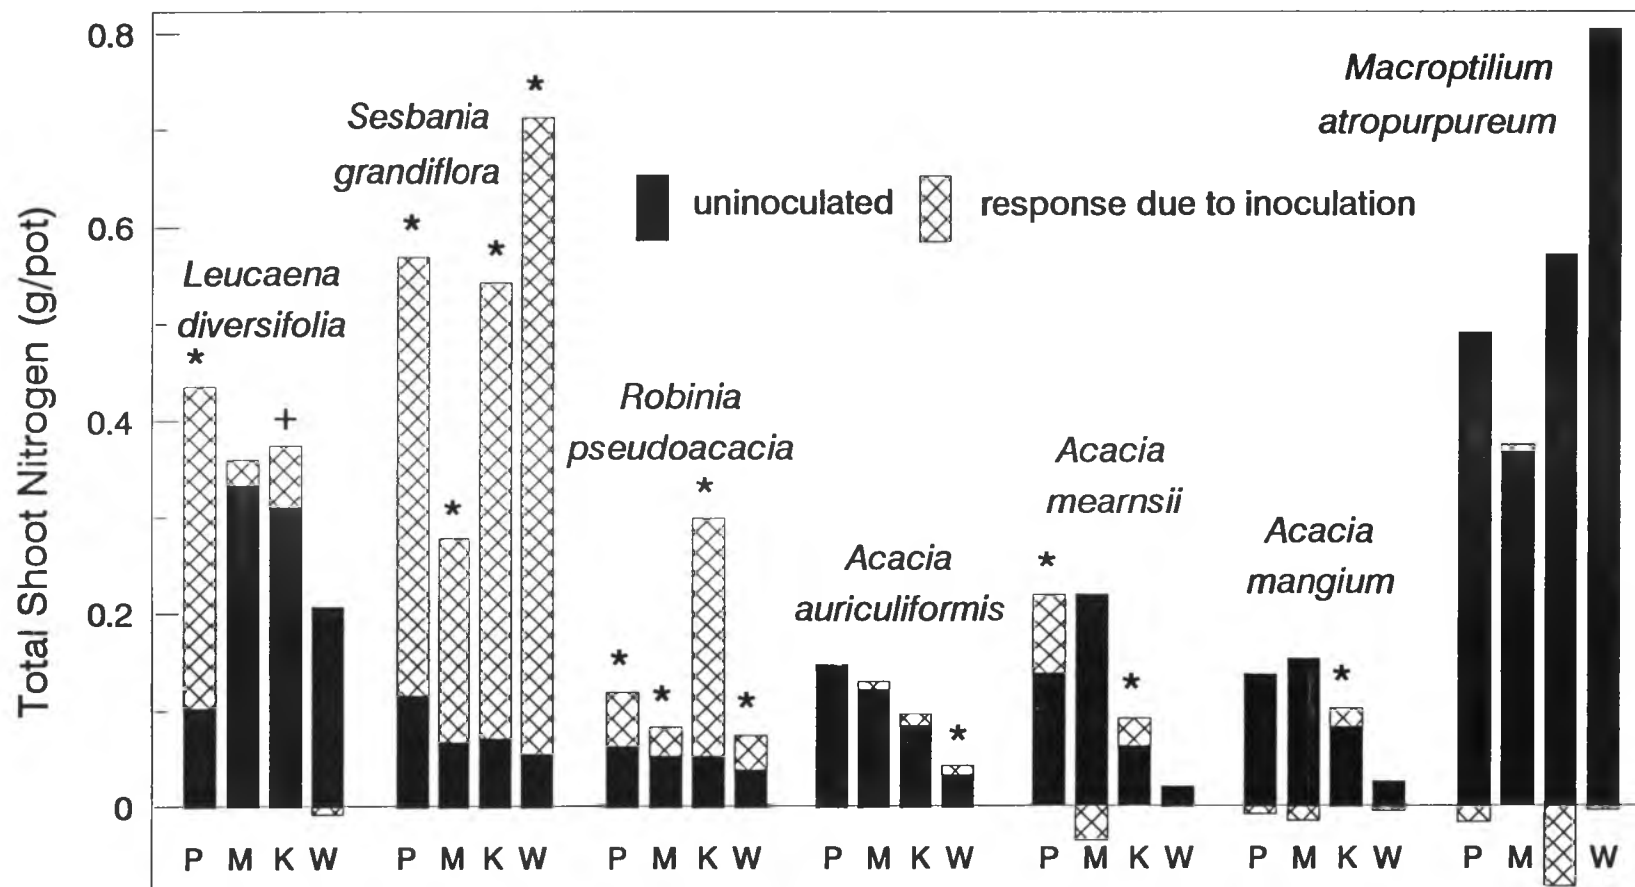 Total Shoot Nitrogen (g/pot)
0.8
0.6
0.4
0.2
0
Leucaena
diversifolia
*
+
Sesbania
grandiflora
* * * *
uninoculated
response due to inoculation
Robinia
pseudoacacia
* * * *
Acacia
auriculiformis
*
Acacia
mearnsii
* *
Acacia
mangium
*
Macroptilium
atropurpureum
P M K W P M K W P M K W P M K W P M K W P M K W P M W